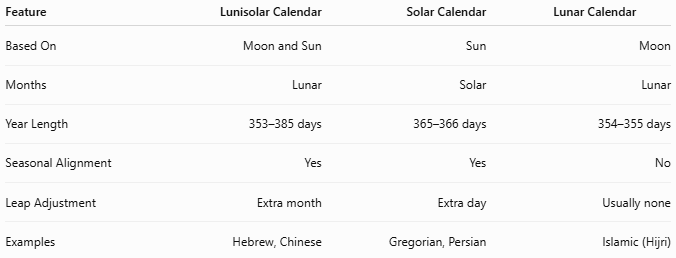 Feature Lunisolar Calendar Solar Calendar Lunar Calendar
Based On Moon and Sun Sun Moon
Months Lunar Solar Lunar
Year Length 353–385 days 365–366 days 354–355 days
Seasonal Alignment Yes Yes No
Leap Adjustment Extra month Extra day Usually none
Examples Hebrew, Chinese Gregorian, Persian Islamic (Hijri)